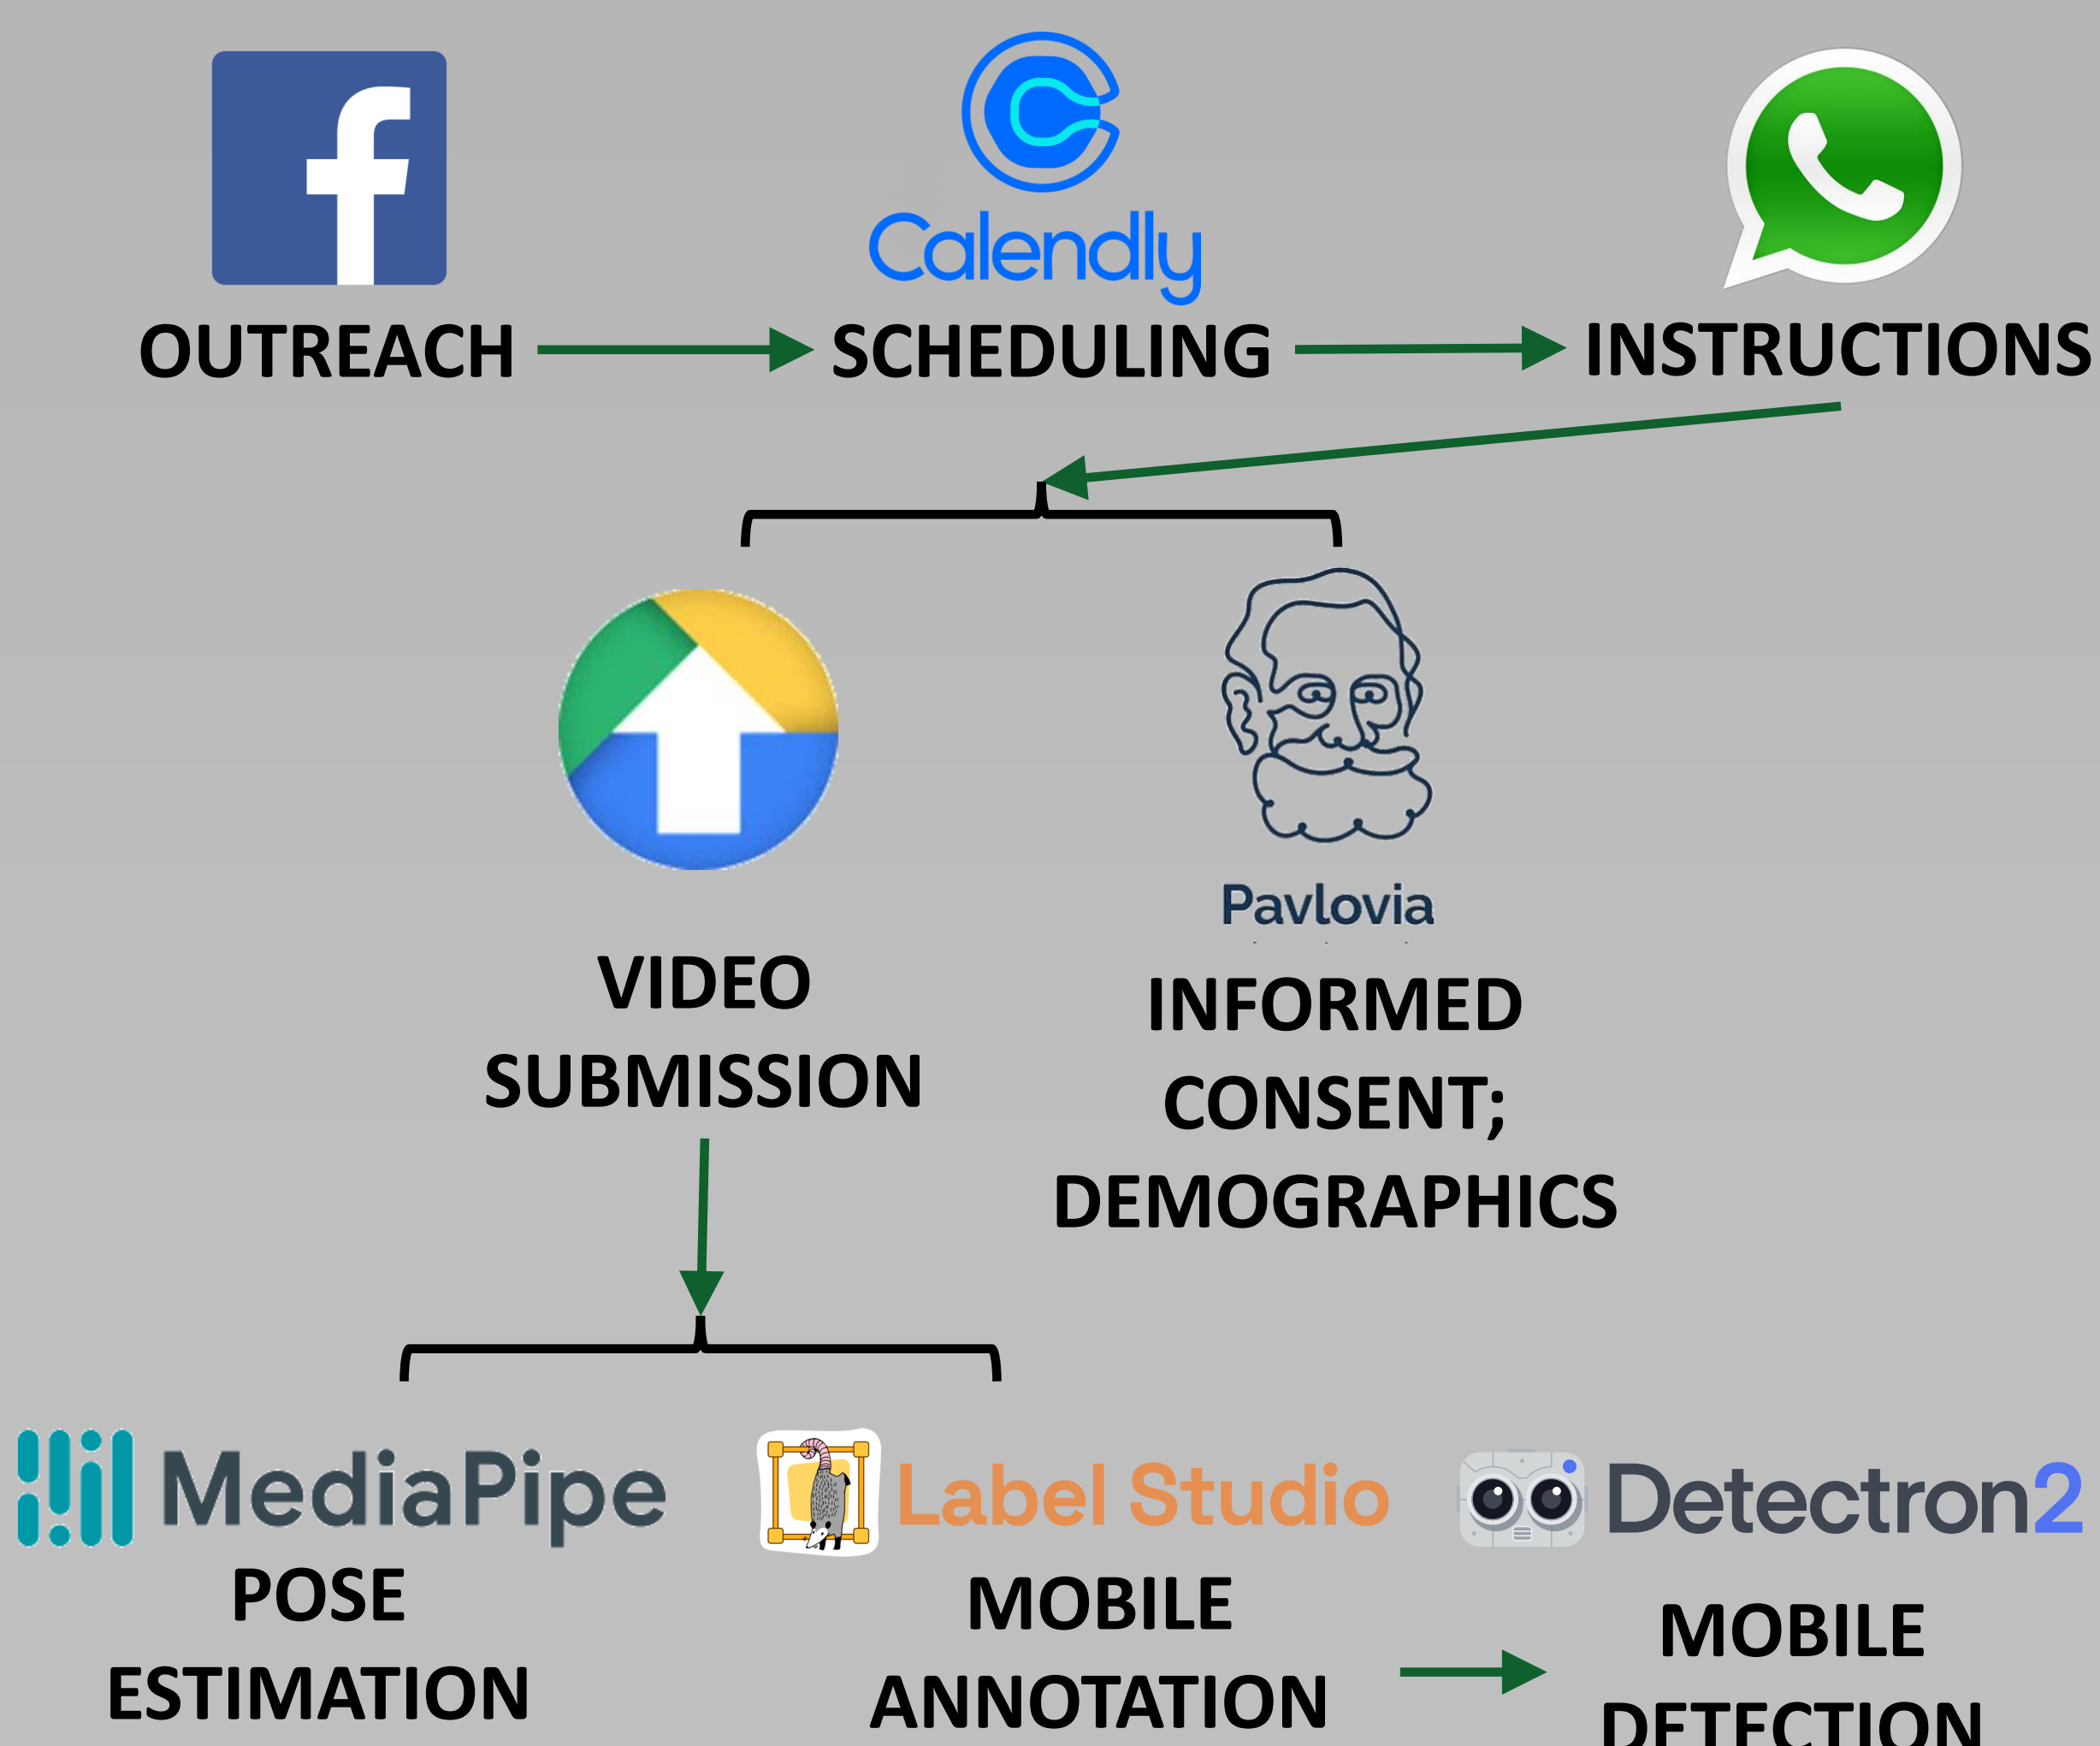 Calendly
OUTREACH
SCHEDULING
INSTRUCTIONS
Pavlovia
VIDEO
SUBMISSION
INFORMED
CONSENT;
DEMOGRAPHICS
MediaPipe
POSE
ESTIMATION
Label Studio
MOBILE
ANNOTATION
Detectron2
MOBILE
DETECTION